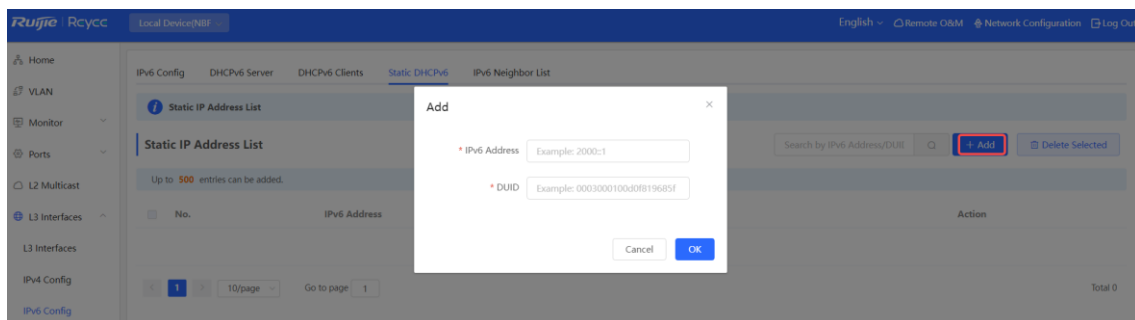 Ruijie | Rcycc Local Device(NBF English Remote O&M Network Configuration Log Out
Home
IPv6 Config DHCPv6 Server DHCPv6 Clients Static DHCPv6 IPv6 Neighbor List
VLAN
Static IP Address List
Monitor
Static IP Address List
Search by IPv6 Address/DUID + Add Delete Selected
Ports
Up to 500 entries can be added.
L2 Multicast
No. IPv6 Address Action
L3 Interfaces
L3 Interfaces
IPv4 Config
1 10/page Go to page 1 Total 0
IPv6 Config
Add
* IPv6 Address Example: 2000::1
* DUID Example: 0003000100d0f819685f
Cancel OK